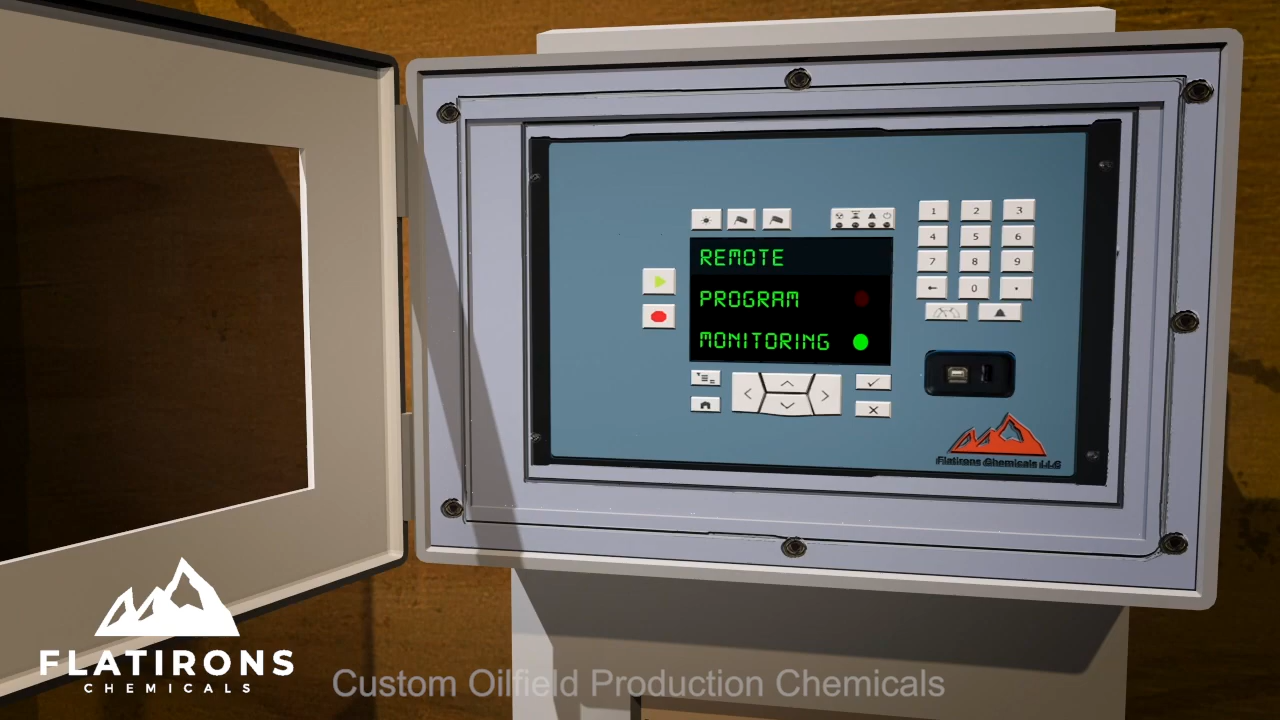 REMOTE
PROGRAM
MONITORING
1 2 3
4 5 6
7 8 9
← 0 .
Flatirons Chemicals LLC
FLATIRONS
CHEMICALS
Custom Oilfield Production Chemicals